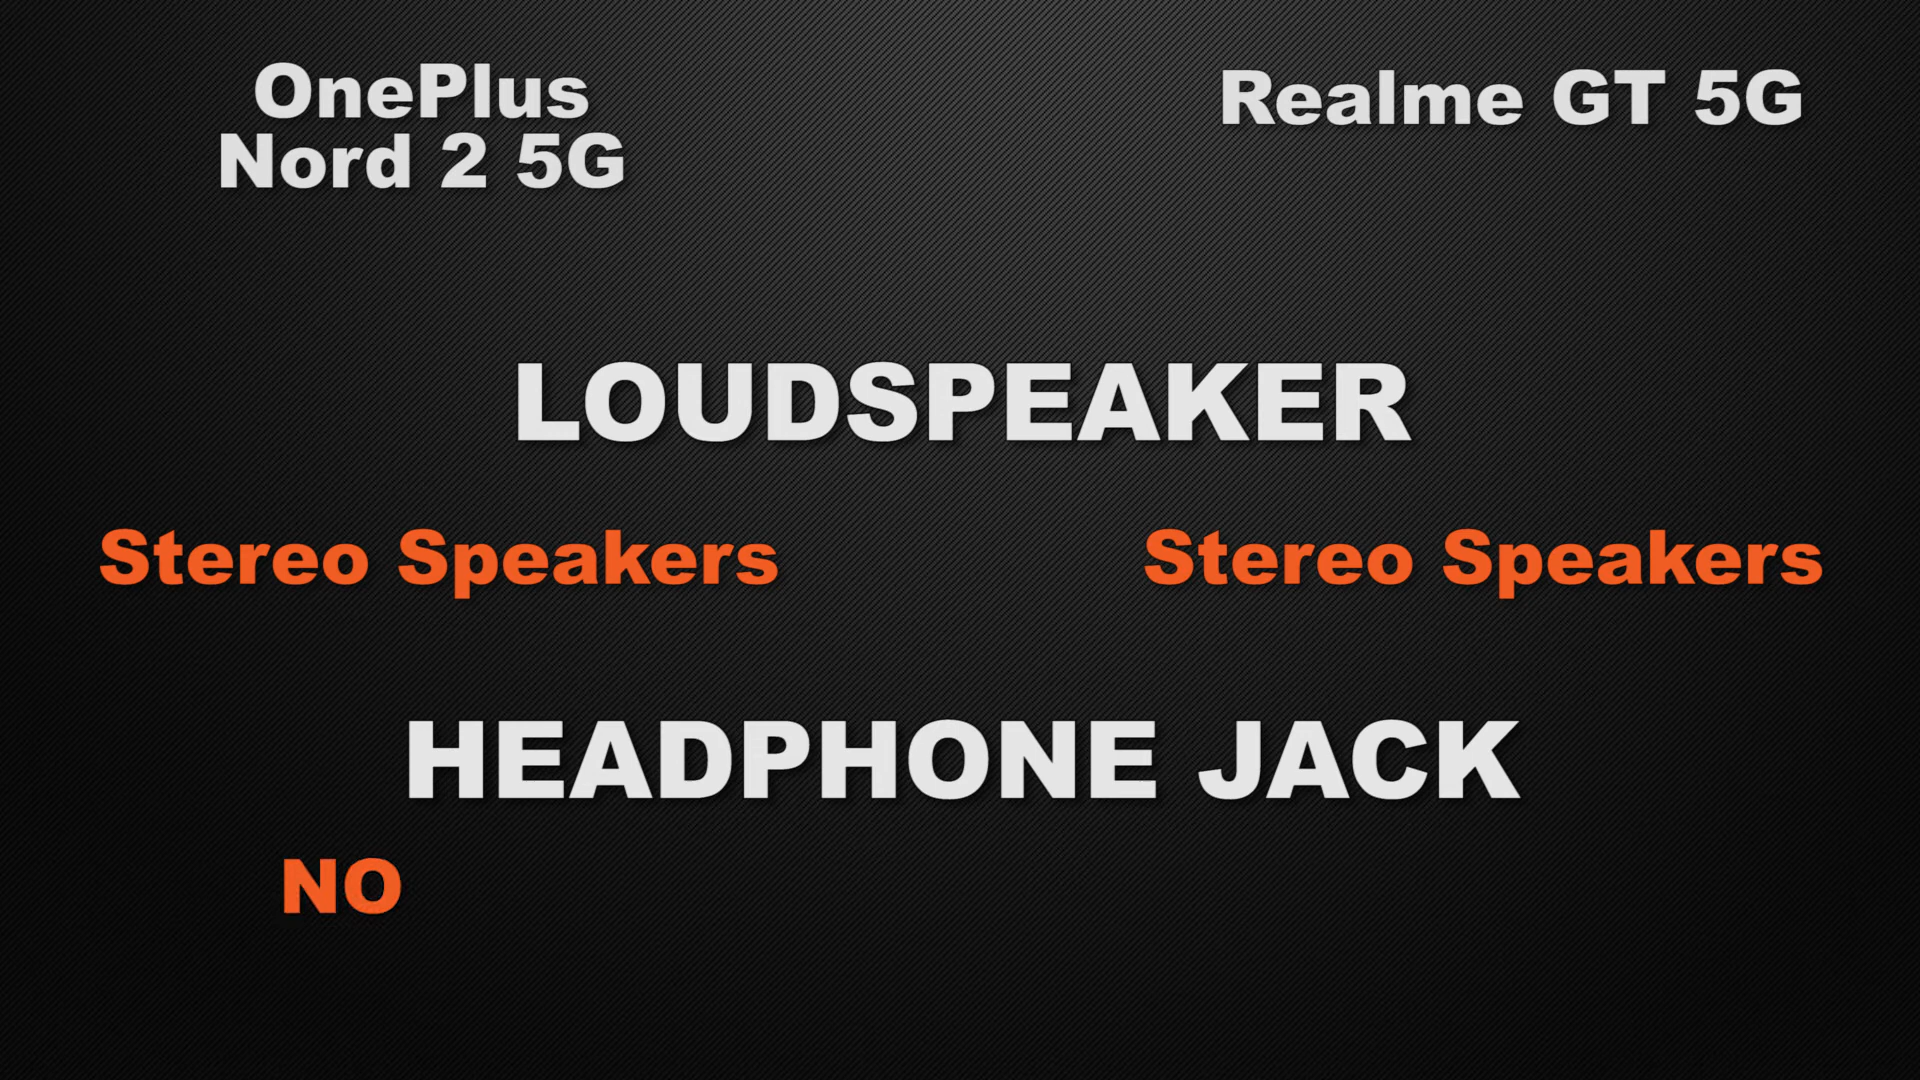 OnePlus
Nord 2 5G
Realme GT 5G
LOUDSPEAKER
Stereo Speakers
Stereo Speakers
HEADPHONE JACK
NO